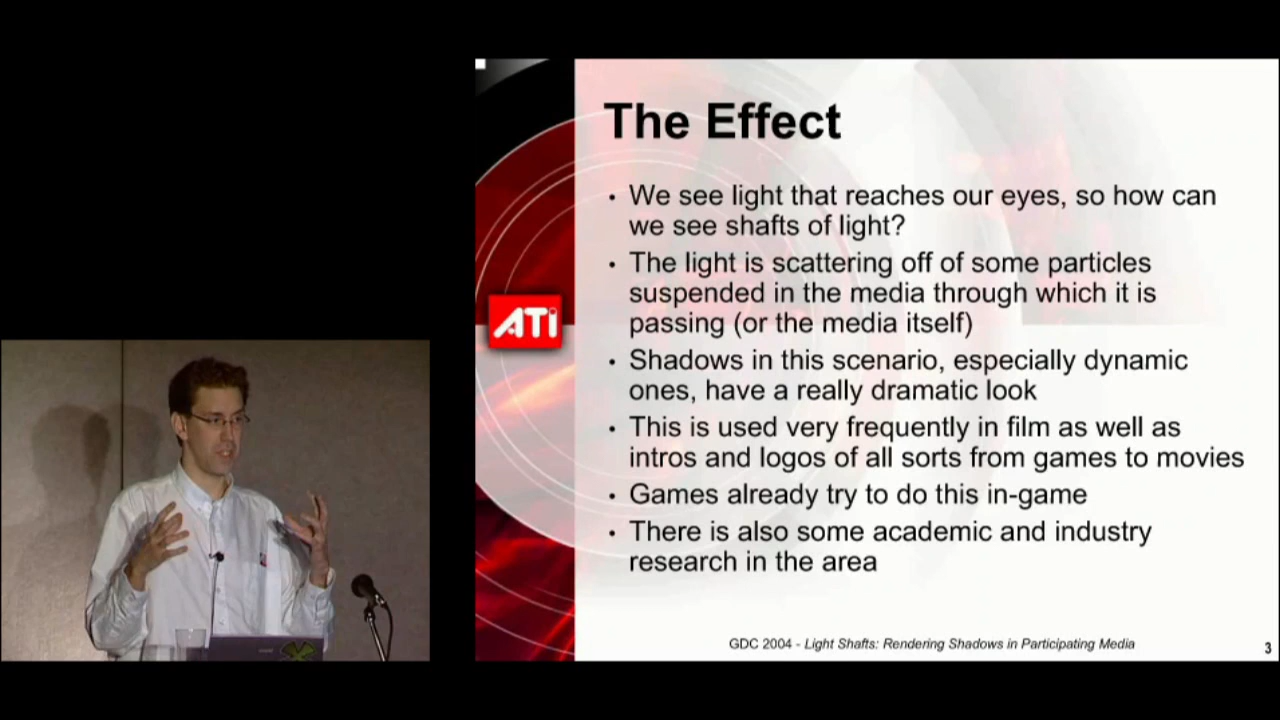 The Effect
• We see light that reaches our eyes, so how can
we see shafts of light?
• The light is scattering off of some particles
suspended in the media through which it is
passing (or the media itself)
• Shadows in this scenario, especially dynamic
ones, have a really dramatic look
• This is used very frequently in film as well as
intros and logos of all sorts from games to movies
• Games already try to do this in-game
• There is also some academic and industry
research in the area
ATI
GDC 2004 - Light Shafts: Rendering Shadows in Participating Media
3